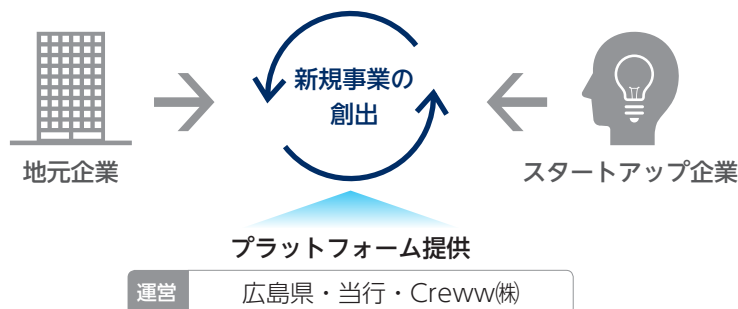 新規事業の
創出
地元企業
スタートアップ企業
プラットフォーム提供
運営 広島県・当行・Creww㈱